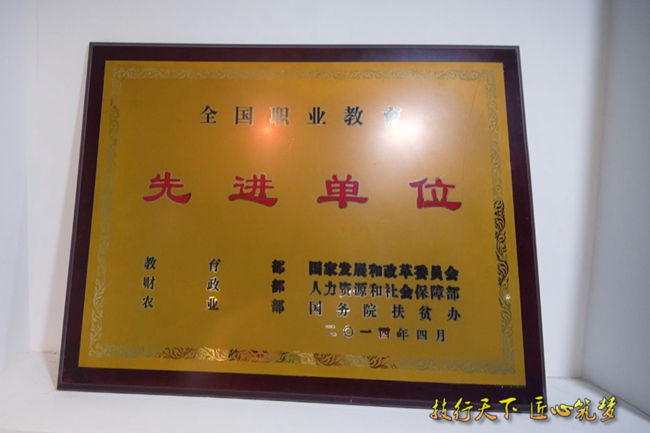 全国职业教育
先进单位
教育部 国家发展和改革委员会
财政部 人力资源和社会保障部
农业部 国务院扶贫办
二〇一四年四月
技行天下 匠心筑梦